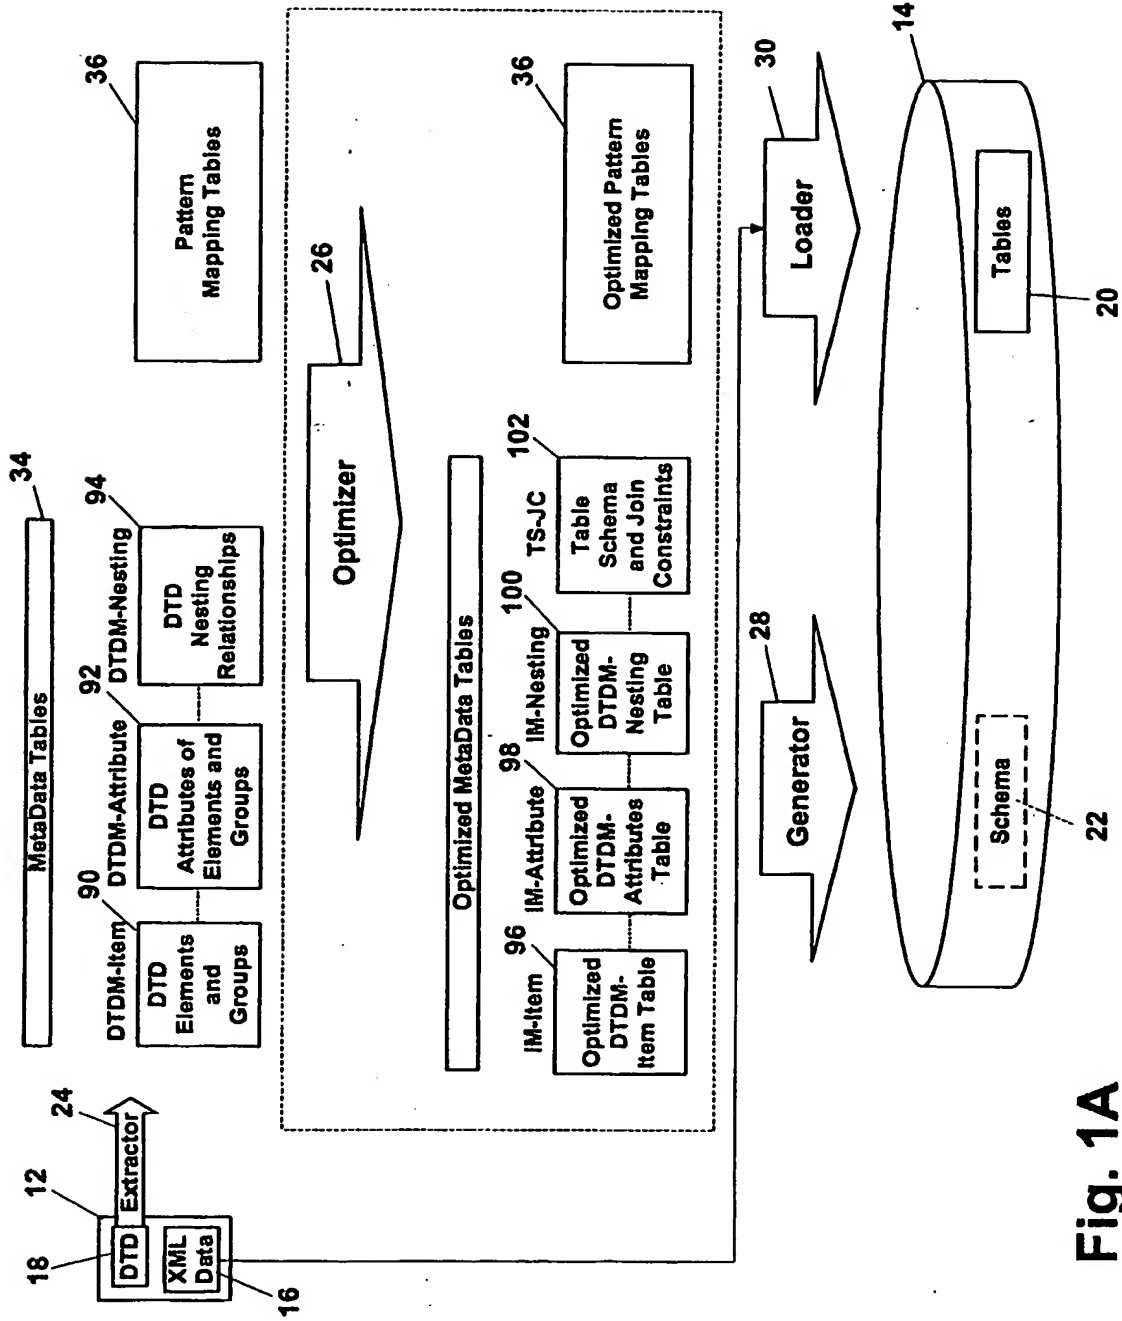 12
18
DTD
Extractor
24
XML
Data
16
MetaData Tables
34
DTDM-Item
90
DTD
Elements
and
Groups
DTDM-Attribute
92
DTD
Attributes of
Elements and
Groups
DTDM-Nesting
94
DTD
Nesting
Relationships
Pattern
Mapping Tables
36
Optimizer
26
Optimized MetaData Tables
IM-Item
96
Optimized
DTDM-
Item Table
IM-Attribute
98
Optimized
DTDM-
Attributes
Table
IM-Nesting
100
Optimized
DTDM-
Nesting
Table
TS-JC
102
Table
Schema
and Join
Constraints
Optimized Pattern
Mapping Tables
36
Generator
28
Loader
30
14
Schema
22
Tables
20
Fig. 1A